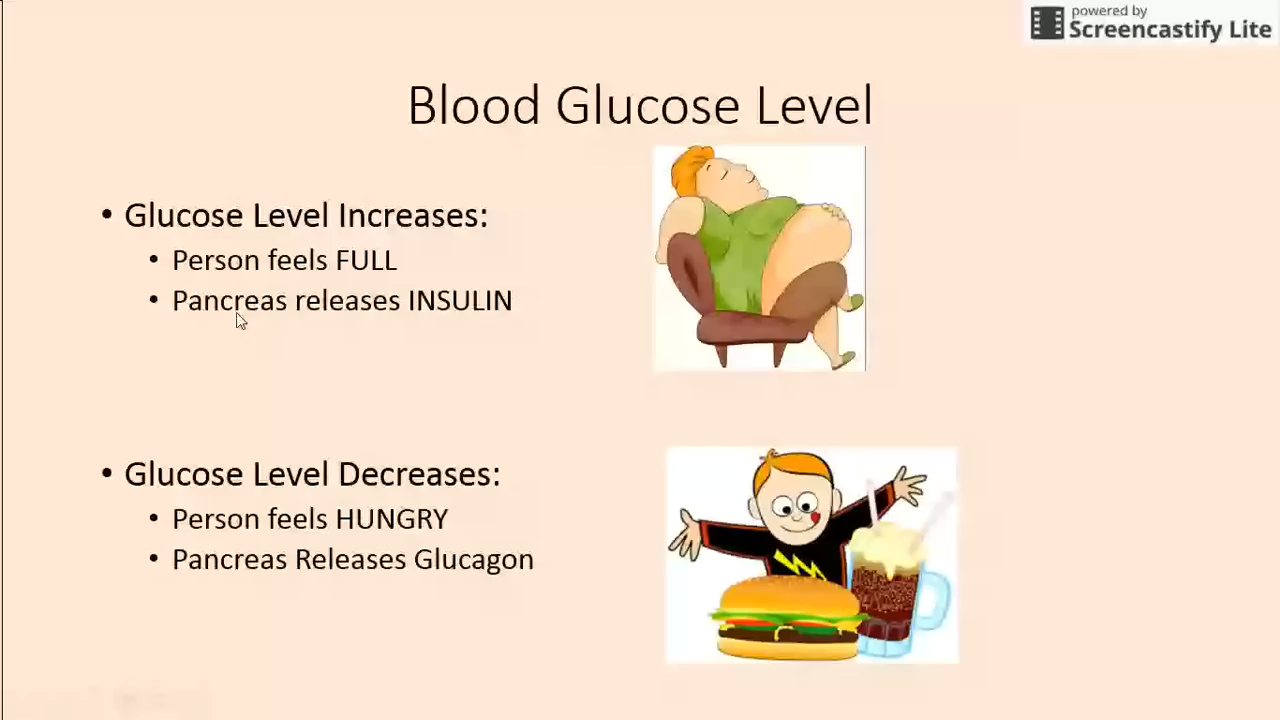 powered by
Screencastify Lite
Blood Glucose Level
• Glucose Level Increases:
• Person feels FULL
• Pancreas releases INSULIN
• Glucose Level Decreases:
• Person feels HUNGRY
• Pancreas Releases Glucagon